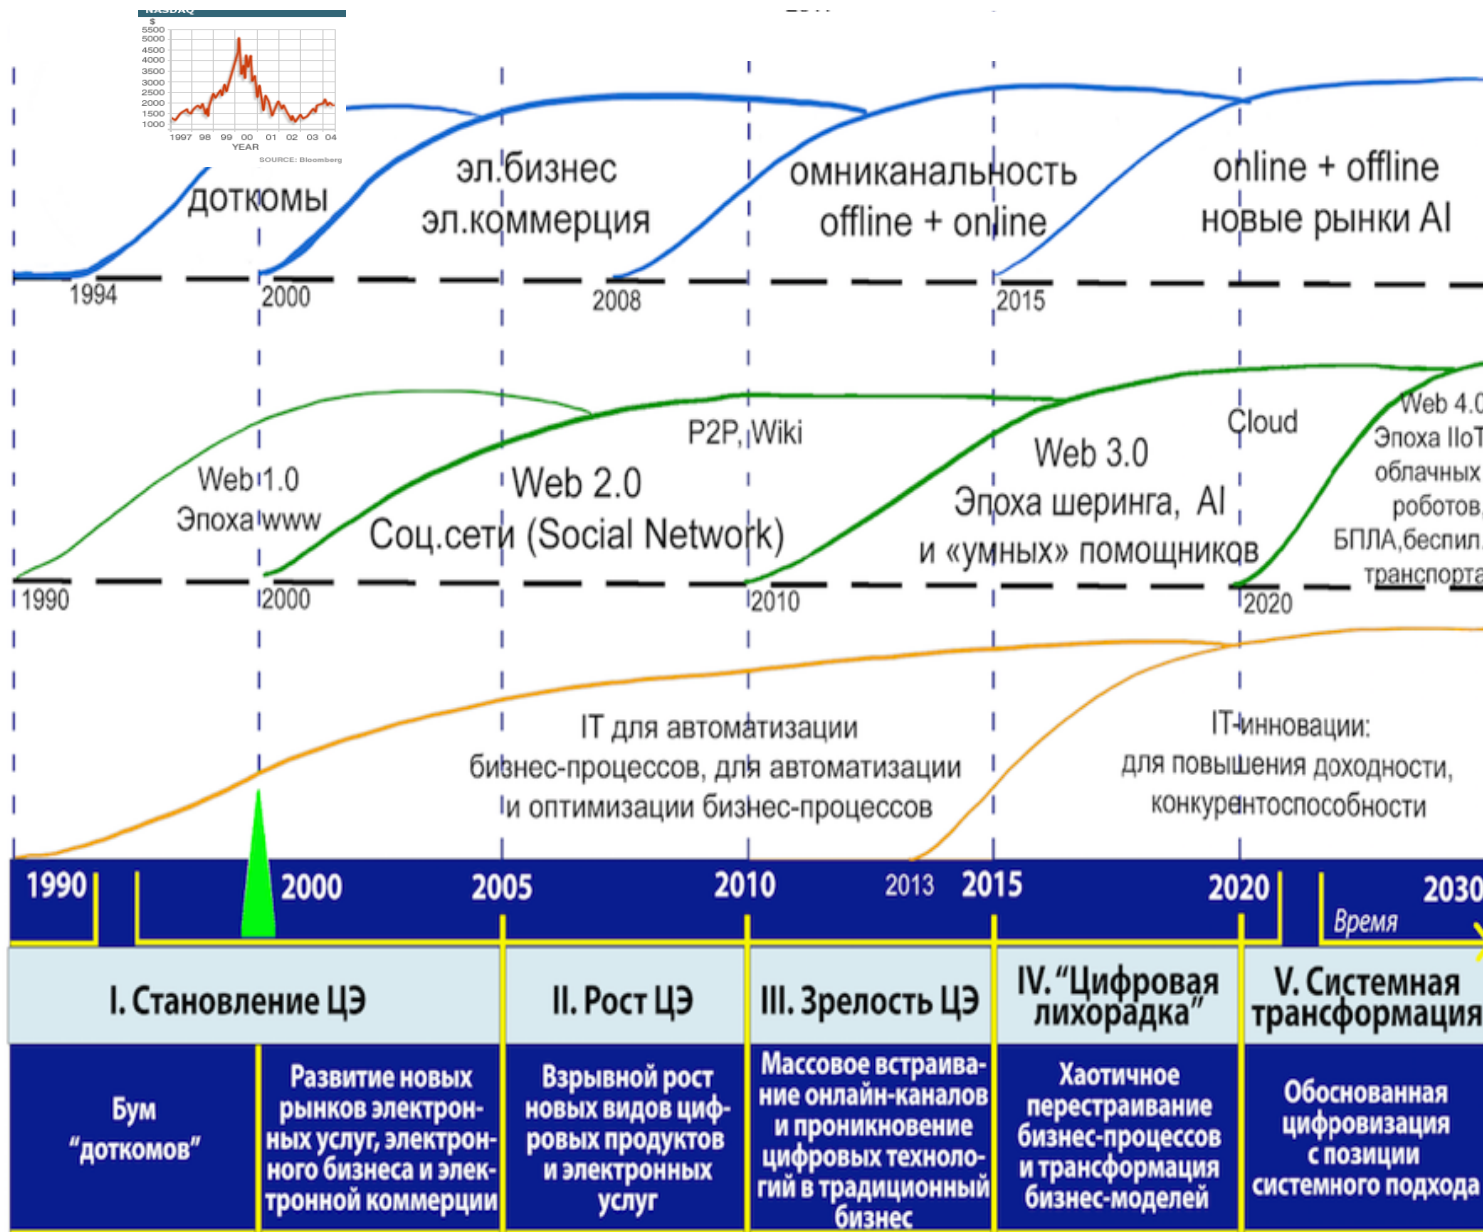 NASDAQ
$
5500
5000
4500
4000
3500
3000
2500
2000
1500
1000
1997 98 99 00 01 02 03 04
YEAR
SOURCE: Bloomberg
доткомы
эл.бизнес
эл.коммерция
омниканальность
offline + online
online + offline
новые рынки AI
1994 2000 2008 2015
Web 1.0
Эпоха www
Web 2.0
Соц.сети (Social Network)
P2P, Wiki
Web 3.0
Эпоха шеринга, AI
и «умных» помощников
Cloud
Web 4.0
Эпоха IIoT
облачных
роботов,
БПЛА,беспил.
транспорта
1990 2000 2010 2020
IT для автоматизации
бизнес-процессов, для автоматизации
и оптимизации бизнес-процессов
IT-инновации:
для повышения доходности,
конкурентоспособности
1990 2000 2005 2010 2013 2015 2020 2030
Время
I. Становление ЦЭ
II. Рост ЦЭ
III. Зрелость ЦЭ
IV. “Цифровая
лихорадка”
V. Системная
трансформация
Бум
“доткомов”
Развитие новых
рынков электрон-
ных услуг, электрон-
ного бизнеса и элек-
тронной коммерции
Взрывной рост
новых видов циф-
ровых продуктов
и электронных
услуг
Массовое встраива-
ние онлайн-каналов
и проникновение
цифровых техноло-
гий в традиционный
бизнес
Хаотичное
перестраивание
бизнес-процессов
и трансформация
бизнес-моделей
Обоснованная
цифровизация
с позиции
системного подхода